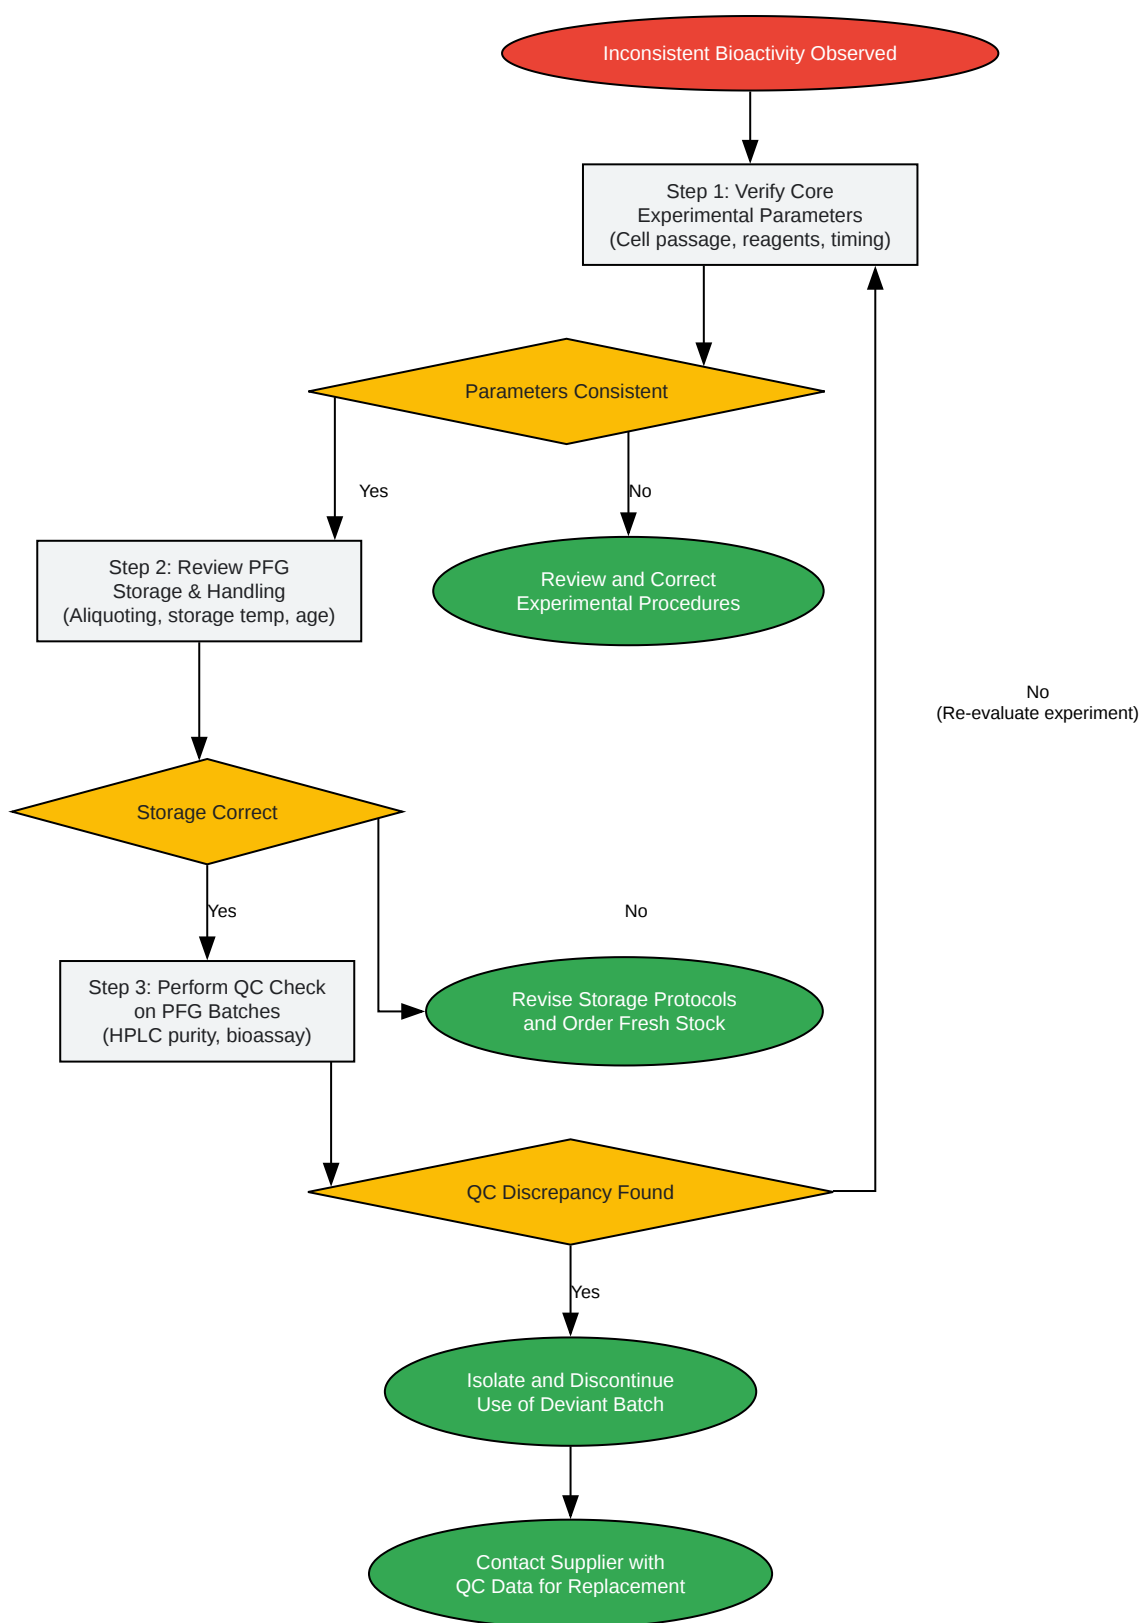 Inconsistent Bioactivity Observed
Step 1: Verify Core
Experimental Parameters
(Cell passage, reagents, timing)
Parameters Consistent
Yes
No
Step 2: Review PFG
Storage & Handling
(Aliquoting, storage temp, age)
Review and Correct
Experimental Procedures
No
(Re-evaluate experiment)
Storage Correct
Yes
No
Step 3: Perform QC Check
on PFG Batches
(HPLC purity, bioassay)
Revise Storage Protocols
and Order Fresh Stock
QC Discrepancy Found
Yes
Isolate and Discontinue
Use of Deviant Batch
Contact Supplier with
QC Data for Replacement